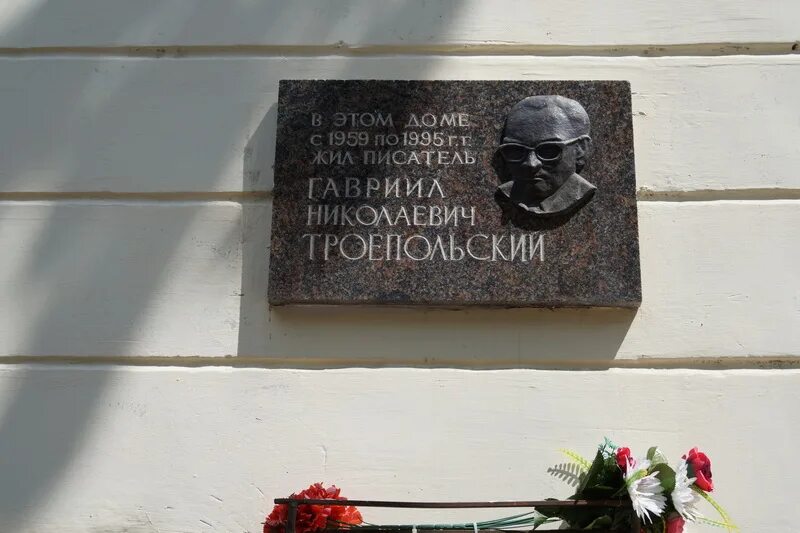 В ЭТОМ ДОМЕ
С 1959 ПО 1995 Г.Г.
ЖИЛ ПИСАТЕЛЬ
ГАВРИИЛ
НИКОЛАЕВИЧ
ТРОЕПОЛЬСКИЙ